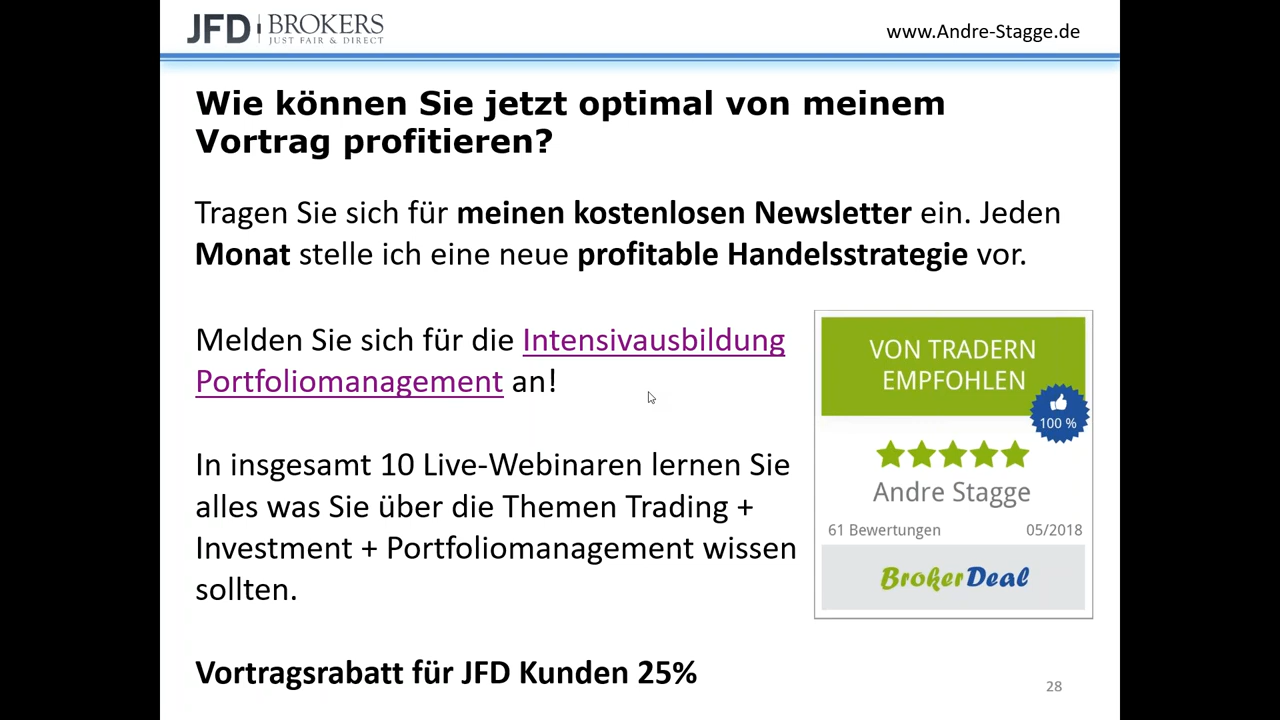 JFD BROKERS
JUST FAIR & DIRECT
www.Andre-Stagge.de
Wie können Sie jetzt optimal von meinem
Vortrag profitieren?
Tragen Sie sich für meinen kostenlosen Newsletter ein. Jeden
Monat stelle ich eine neue profitable Handelsstrategie vor.
Melden Sie sich für die Intensivausbildung
Portfoliomanagement an!
In insgesamt 10 Live-Webinaren lernen Sie
alles was Sie über die Themen Trading +
Investment + Portfoliomanagement wissen
sollten.
Vortragsrabatt für JFD Kunden 25%
VON TRADERN
EMPFOHLEN
100 %
Andre Stagge
61 Bewertungen 05/2018
BrokerDeal
28